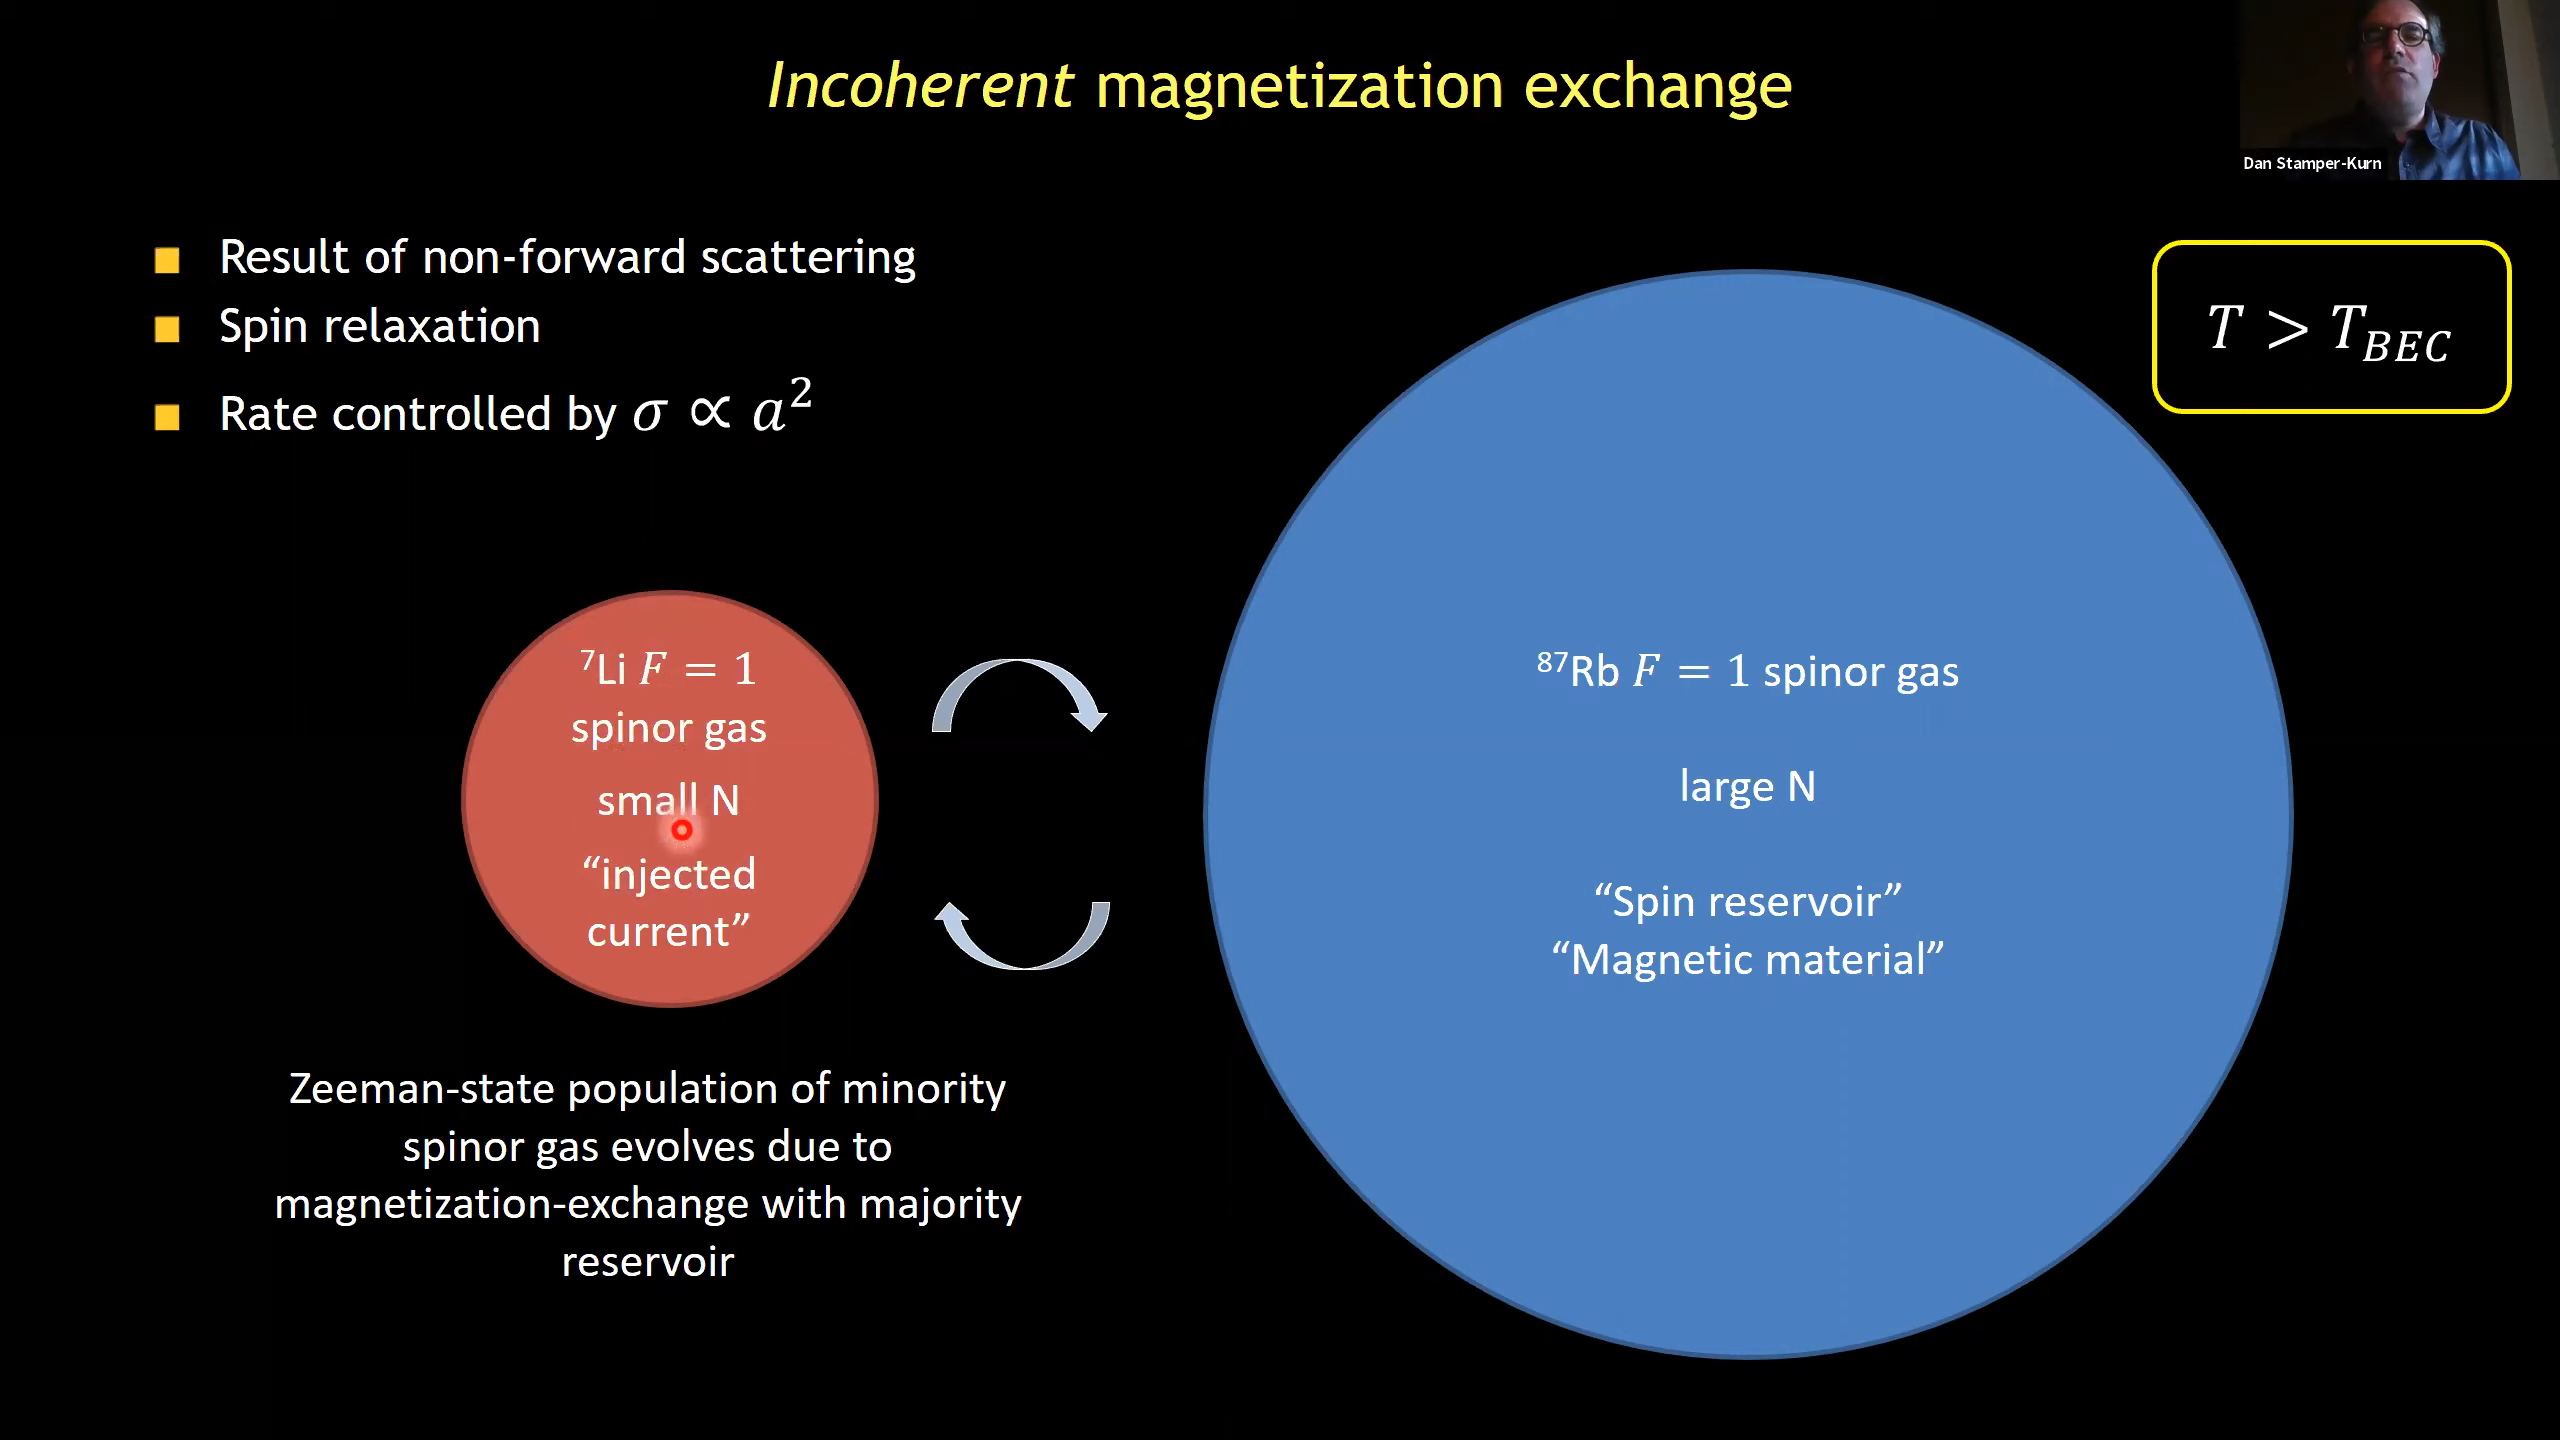 Incoherent magnetization exchange
Dan Stamper-Kurn
Result of non-forward scattering
Spin relaxation
Rate controlled by σ ∝ a²
T > T_BEC
⁷Li F = 1
spinor gas
small N
“injected
current”
⁸⁷Rb F = 1 spinor gas
large N
“Spin reservoir”
“Magnetic material”
Zeeman-state population of minority
spinor gas evolves due to
magnetization-exchange with majority
reservoir